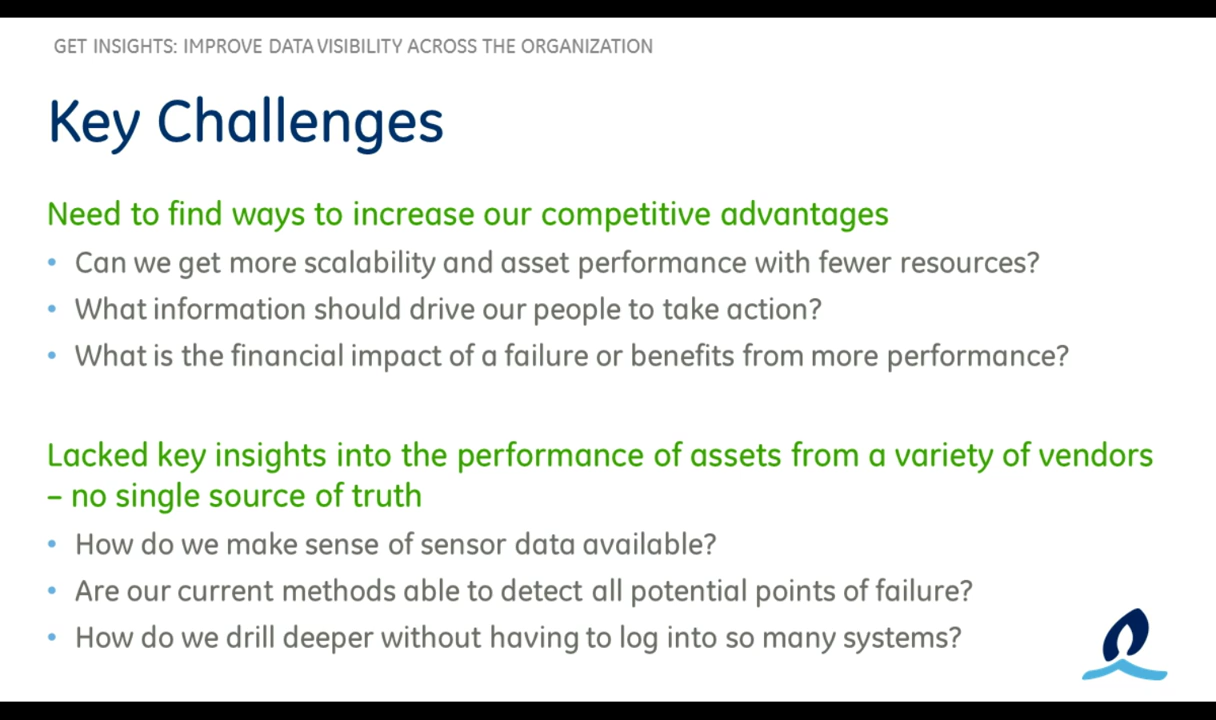 GET INSIGHTS: IMPROVE DATA VISIBILITY ACROSS THE ORGANIZATION
Key Challenges
Need to find ways to increase our competitive advantages
• Can we get more scalability and asset performance with fewer resources?
• What information should drive our people to take action?
• What is the financial impact of a failure or benefits from more performance?
Lacked key insights into the performance of assets from a variety of vendors
– no single source of truth
• How do we make sense of sensor data available?
• Are our current methods able to detect all potential points of failure?
• How do we drill deeper without having to log into so many systems?